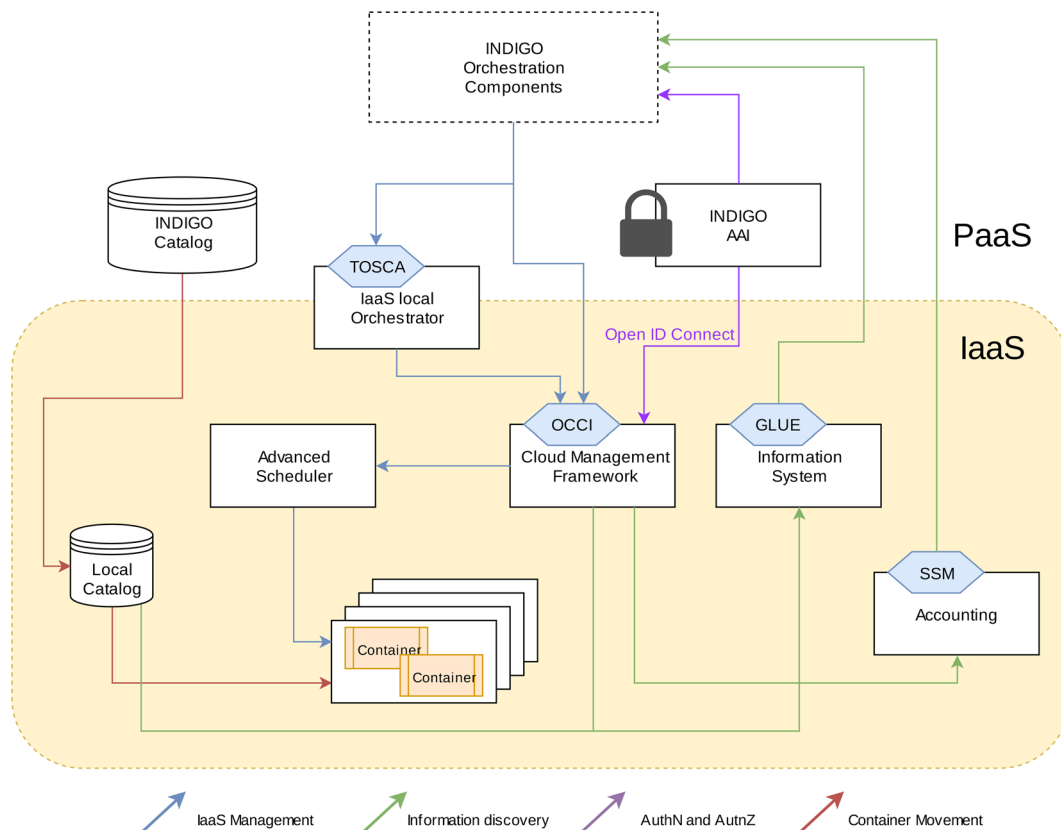 INDIGO
Orchestration
Components
INDIGO
Catalog
INDIGO
AAI
PaaS
TOSCA
IaaS local
Orchestrator
Open ID Connect
IaaS
OCCI
Cloud Management
Framework
GLUE
Information
System
Advanced
Scheduler
Local
Catalog
SSM
Accounting
Container
Container
IaaS Management
Information discovery
AuthN and AutnZ
Container Movement